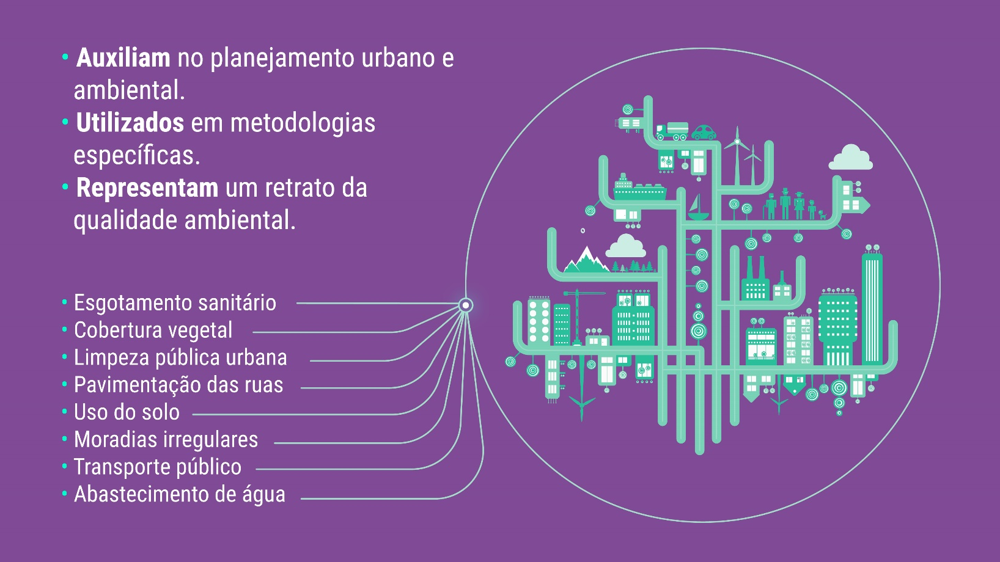 • Auxiliam no planejamento urbano e
ambiental.
• Utilizados em metodologias
específicas.
• Representam um retrato da
qualidade ambiental.
• Esgotamento sanitário
• Cobertura vegetal
• Limpeza pública urbana
• Pavimentação das ruas
• Uso do solo
• Moradias irregulares
• Transporte público
• Abastecimento de água